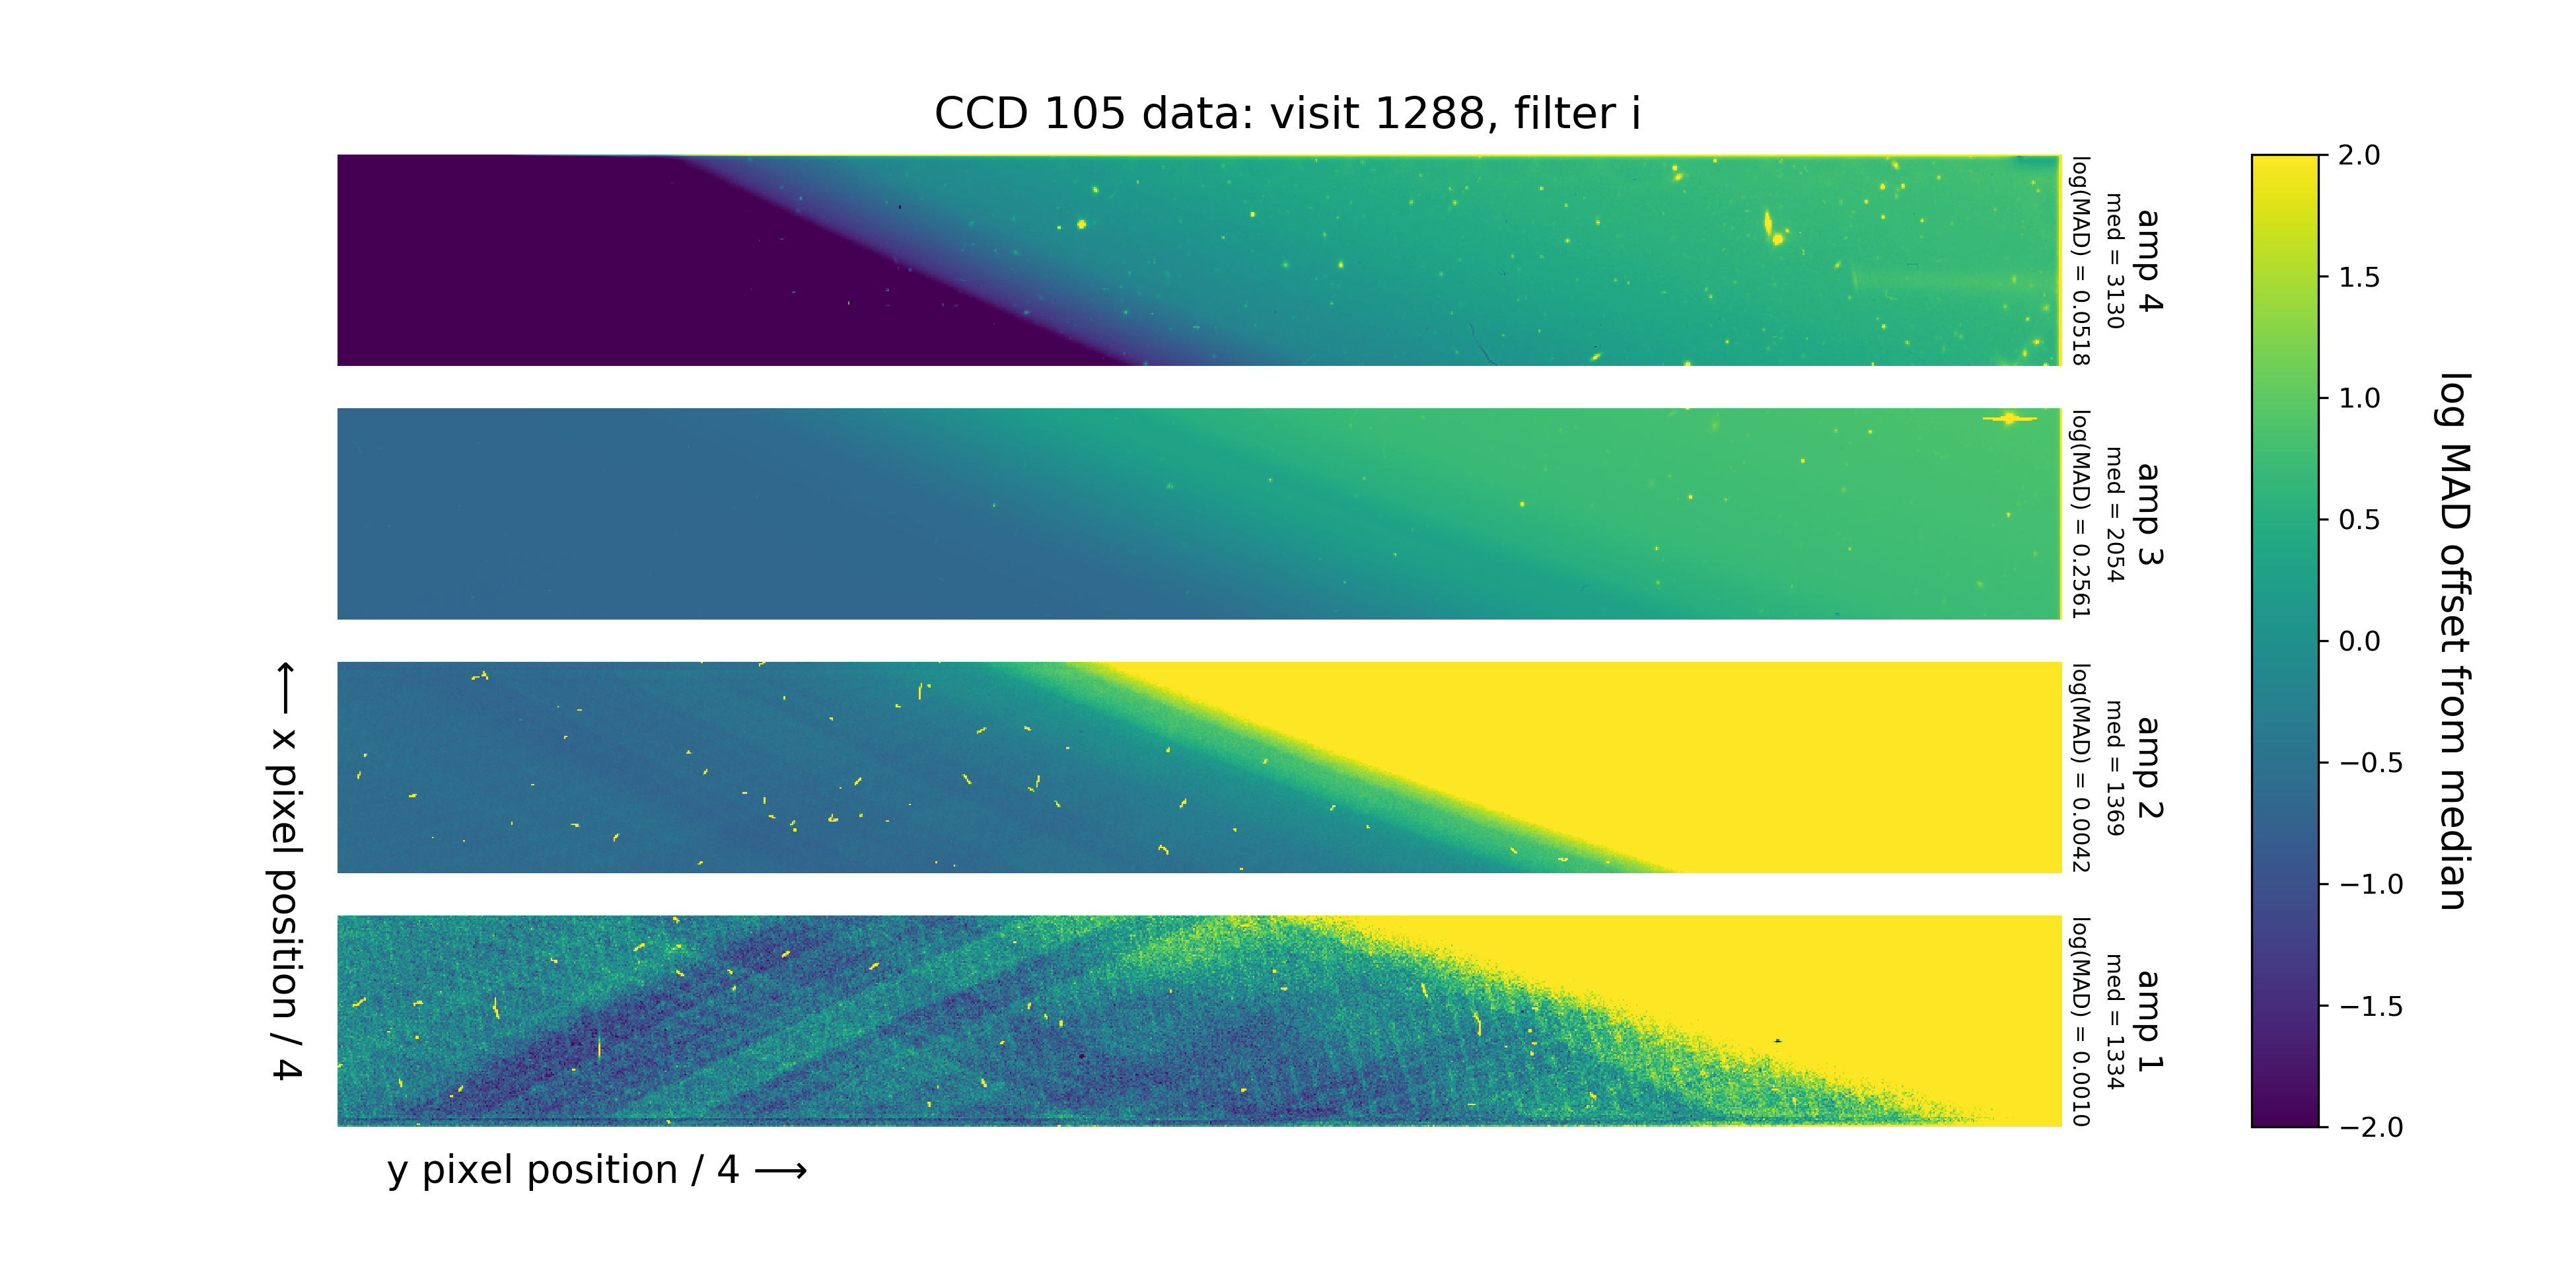 CCD 105 data: visit 1288, filter i
amp 4
med = 3130
log(MAD) = 0.0518
amp 3
med = 2054
log(MAD) = 0.2561
amp 2
med = 1369
log(MAD) = 0.0042
amp 1
med = 1334
log(MAD) = 0.0010
⟵ x pixel position / 4
y pixel position / 4 ⟶
2.0
1.5
1.0
0.5
0.0
−0.5
−1.0
−1.5
−2.0
log MAD offset from median